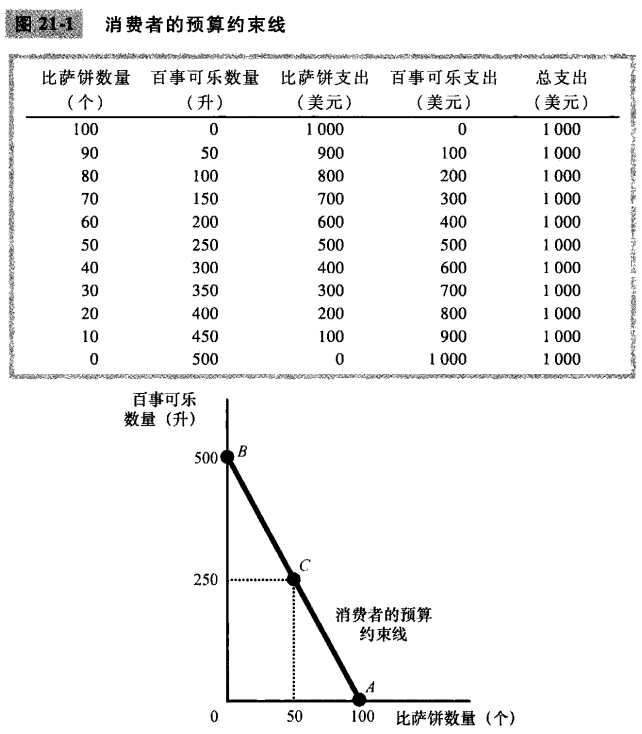 图 21-1 消费者的预算约束线
比萨饼数量 百事可乐数量 比萨饼支出 百事可乐支出 总支出
（个） （升） （美元） （美元） （美元）
100 0 1 000 0 1 000
90 50 900 100 1 000
80 100 800 200 1 000
70 150 700 300 1 000
60 200 600 400 1 000
50 250 500 500 1 000
40 300 400 600 1 000
30 350 300 700 1 000
20 400 200 800 1 000
10 450 100 900 1 000
0 500 0 1 000 1 000
百事可乐
数量（升）
500 B
C
250
消费者的预算
约束线
A
0 50 100 比萨饼数量（个）